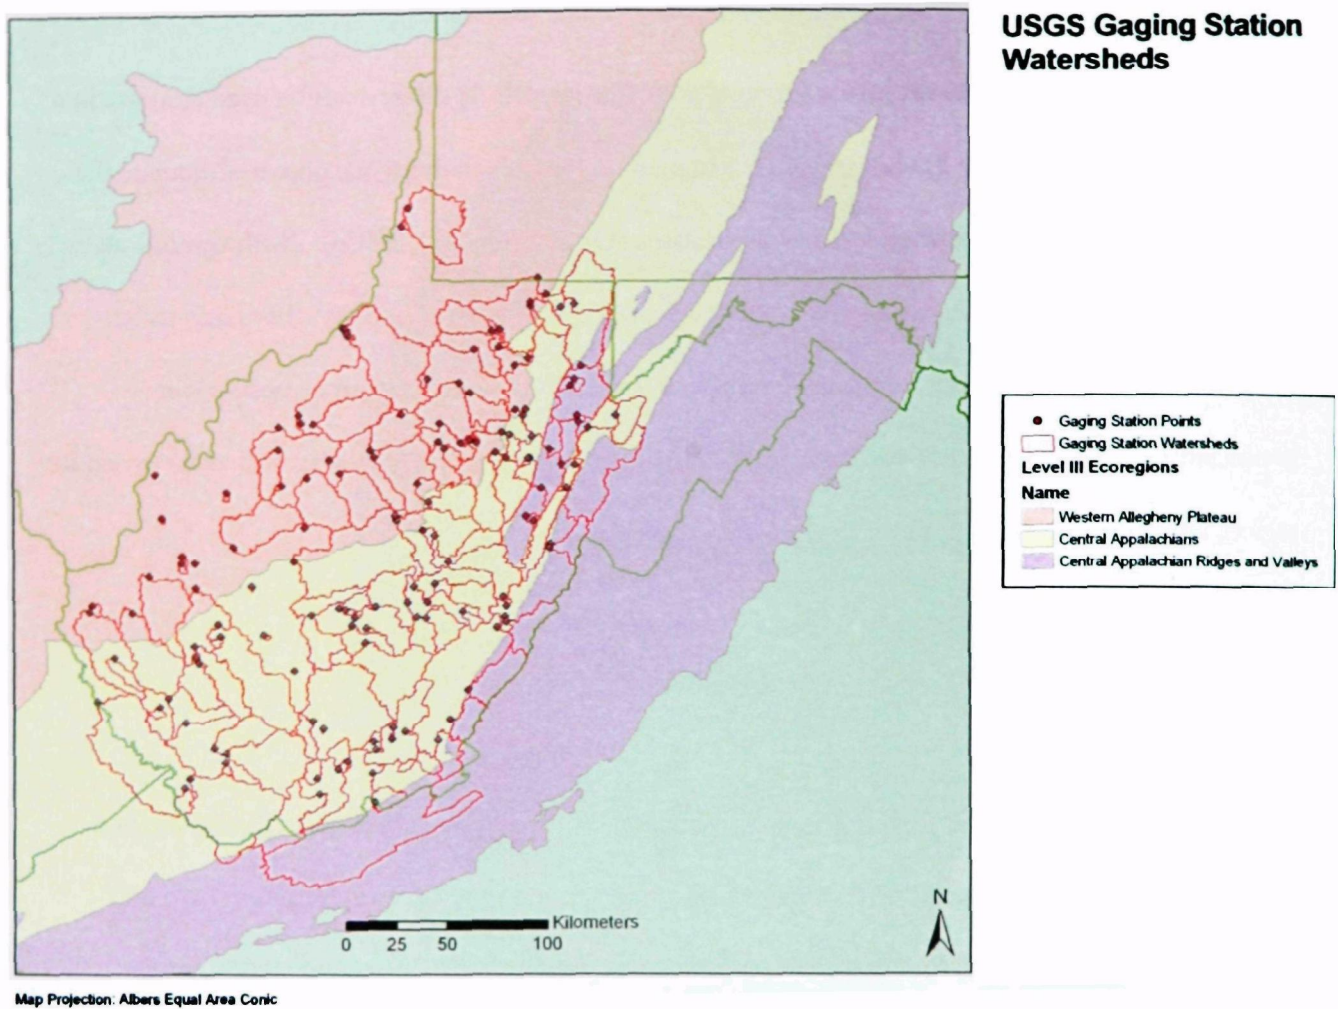 USGS Gaging Station
Watersheds
Gaging Station Points
Gaging Station Watersheds
Level III Ecoregions
Name
Western Allegheny Plateau
Central Appalachians
Central Appalachian Ridges and Valleys
N
Kilometers
0 25 50 100
Map Projection: Albers Equal Area Conic